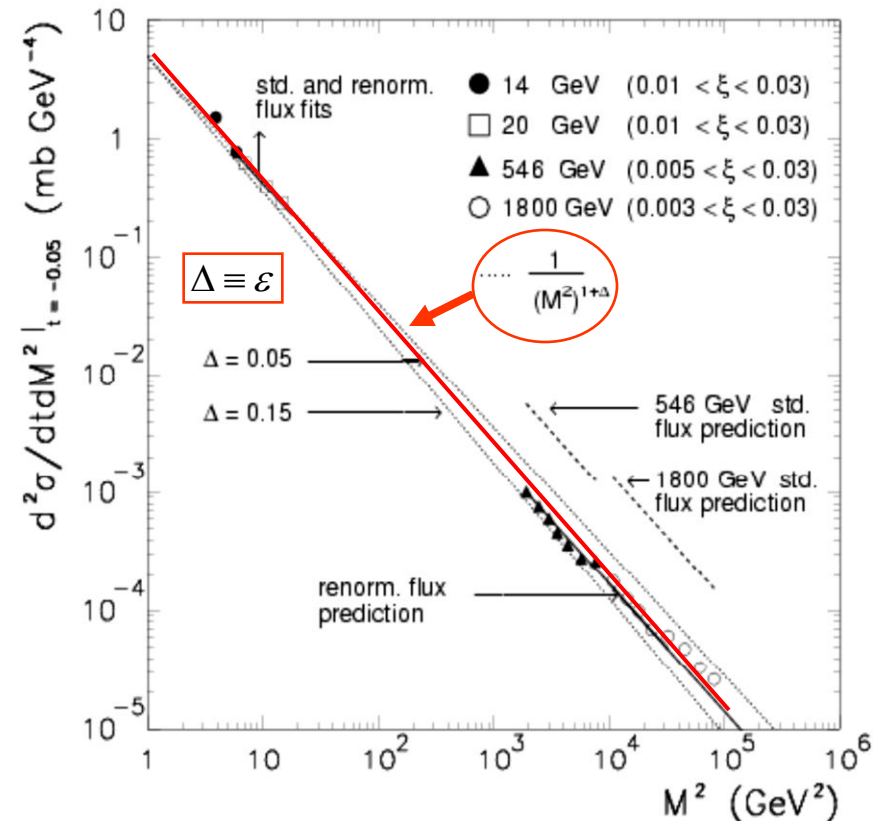 d²σ/dtdM²|t = -0.05 (mb GeV⁻⁴)
10
1
10⁻¹
10⁻²
10⁻³
10⁻⁴
10⁻⁵
std. and renorm.
flux fits
● 14 GeV (0.01 < ξ < 0.03)
□ 20 GeV (0.01 < ξ < 0.03)
▲ 546 GeV (0.005 < ξ < 0.03)
○ 1800 GeV (0.003 < ξ < 0.03)
Δ ≡ ε
..... 1/(M²)^1+Δ
Δ = 0.05
Δ = 0.15
546 GeV std.
flux prediction
1800 GeV std.
flux prediction
renorm. flux
prediction
1 10 10² 10³ 10⁴ 10⁵ 10⁶
M² (GeV²)